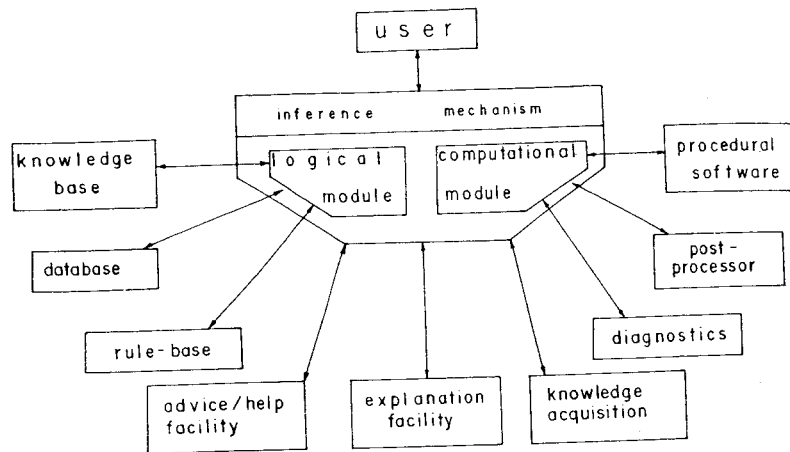 user
inference mechanism
knowledge
base
logical
module
computational
module
procedural
software
database
post-
processor
rule-base
diagnostics
advice/help
facility
explanation
facility
knowledge
acquisition